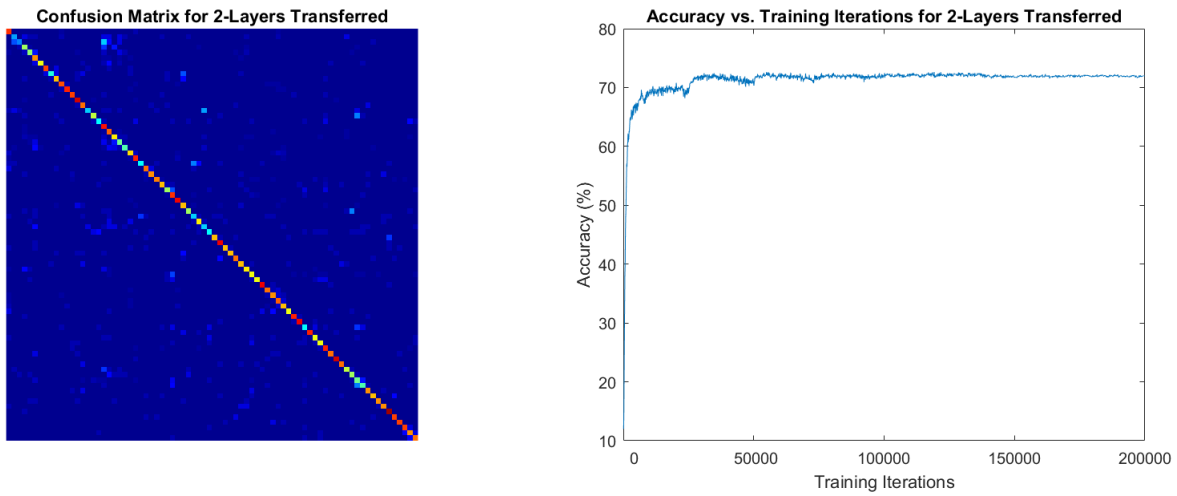 Confusion Matrix for 2-Layers Transferred
Accuracy vs. Training Iterations for 2-Layers Transferred
80
70
60
50
40
30
20
10
Accuracy (%)
0 50000 100000 150000 200000
Training Iterations